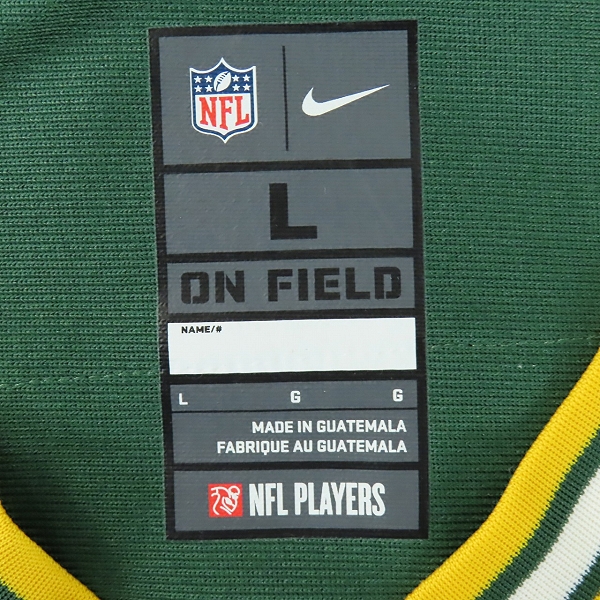 NFL
L
ON FIELD
NAME/#
L G G
MADE IN GUATEMALA
FABRIQUE AU GUATEMALA
NFL PLAYERS